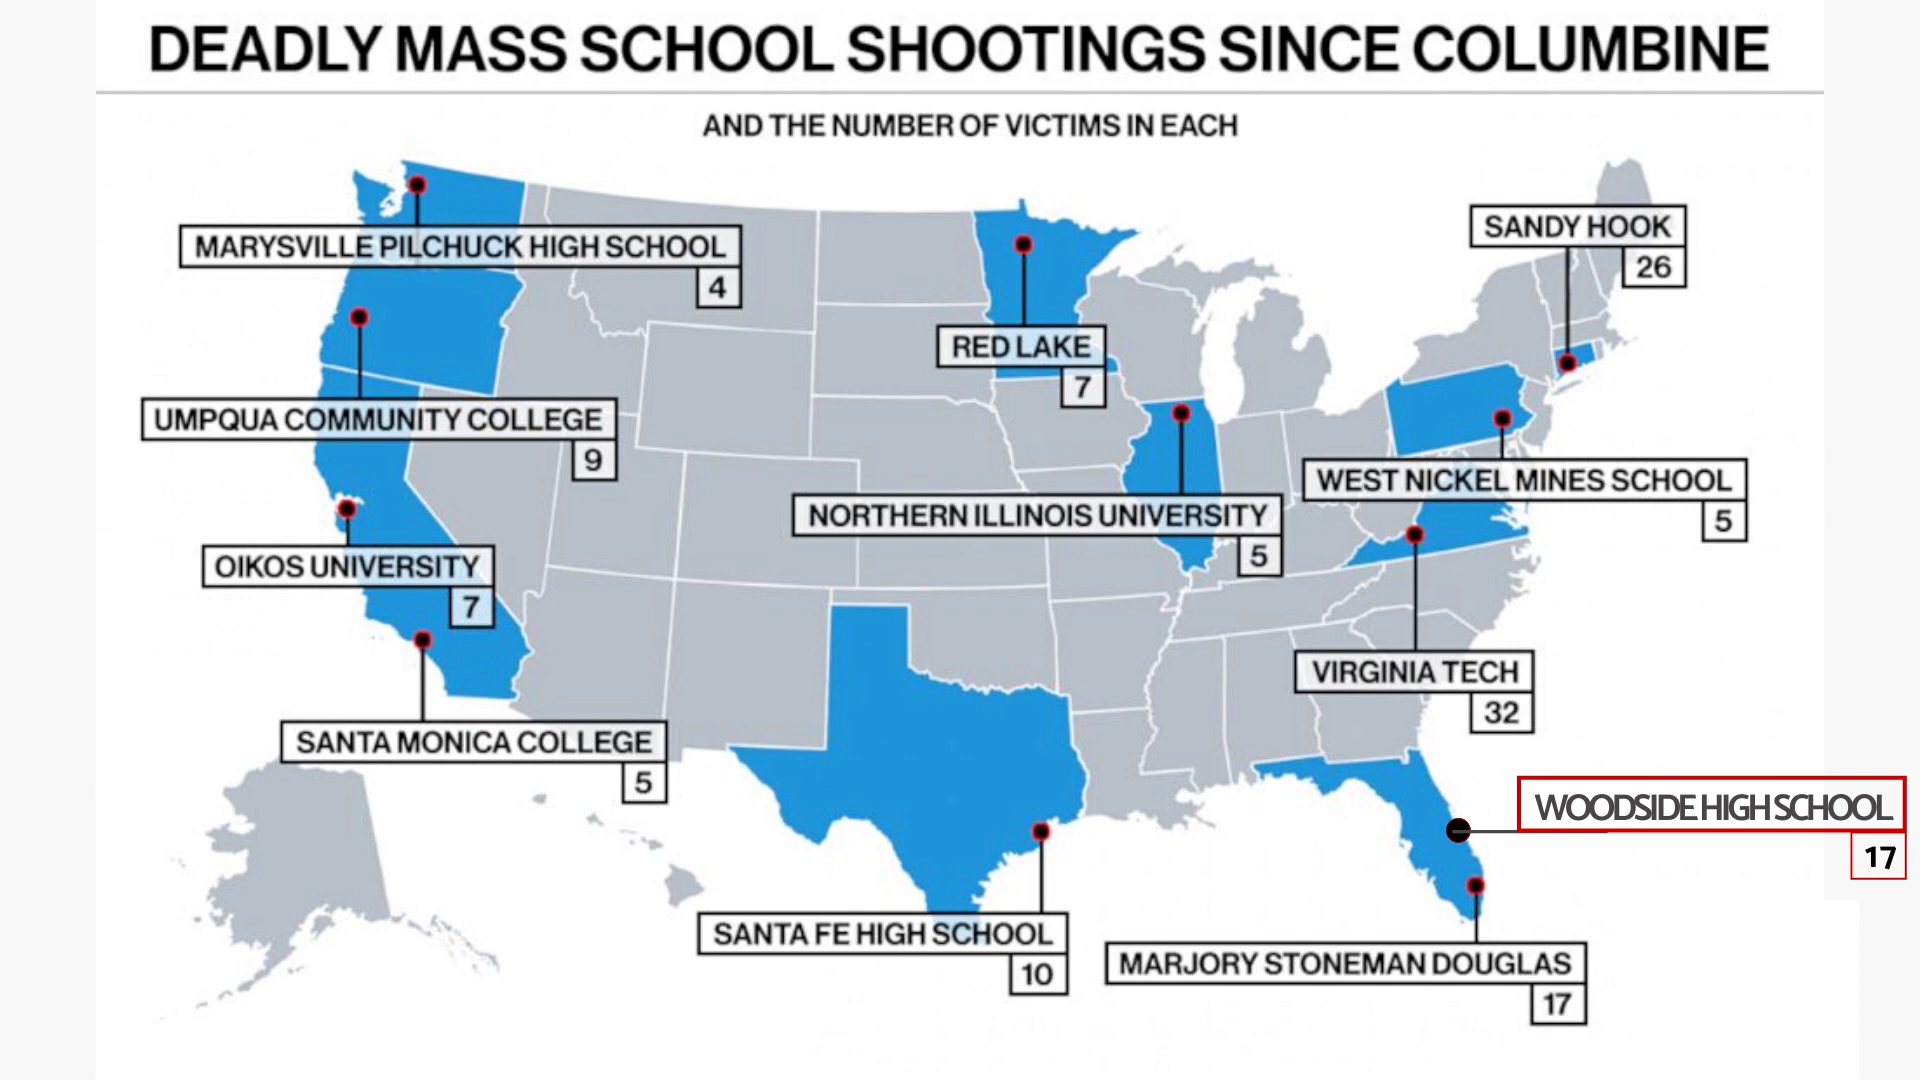 DEADLY MASS SCHOOL SHOOTINGS SINCE COLUMBINE
AND THE NUMBER OF VICTIMS IN EACH
MARYSVILLE PILCHUCK HIGH SCHOOL
4
SANDY HOOK
26
RED LAKE
7
UMPQUA COMMUNITY COLLEGE
9
WEST NICKEL MINES SCHOOL
5
NORTHERN ILLINOIS UNIVERSITY
5
OIKOS UNIVERSITY
7
VIRGINIA TECH
32
SANTA MONICA COLLEGE
5
WOODSIDE HIGH SCHOOL
17
SANTA FE HIGH SCHOOL
10
MARJORY STONEMAN DOUGLAS
17